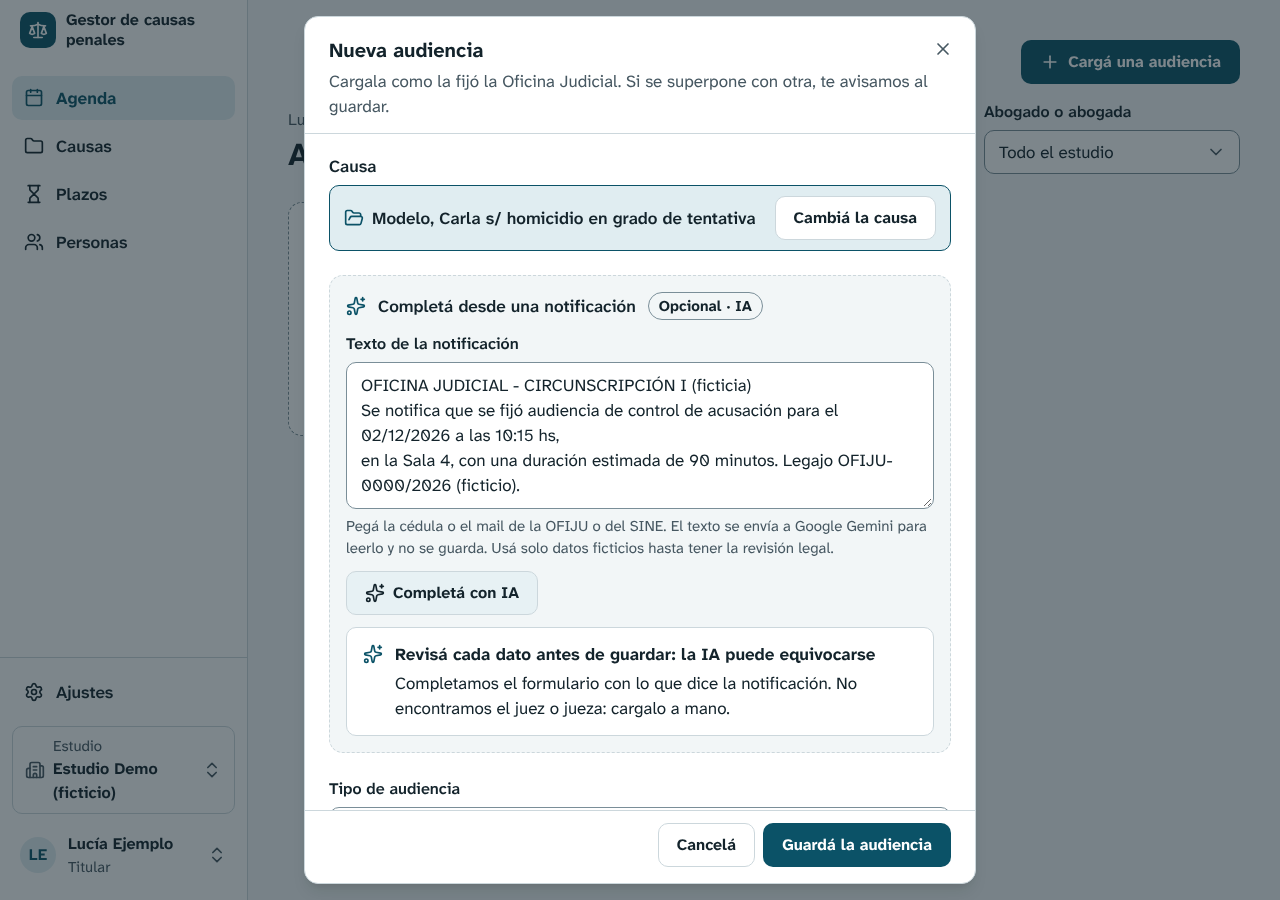 Gestor de causas
penales
Agenda
Causas
Plazos
Personas
Ajustes
Estudio
Estudio Demo
(ficticio)
LE
Lucía Ejemplo
Titular
Cargá una audiencia
Abogado o abogada
Todo el estudio
Nueva audiencia
Cargala como la fijó la Oficina Judicial. Si se superpone con otra, te avisamos al
guardar.
Causa
Modelo, Carla s/ homicidio en grado de tentativa
Cambiá la causa
Completá desde una notificación
Opcional · IA
Texto de la notificación
OFICINA JUDICIAL - CIRCUNSCRIPCIÓN I (ficticia)
Se notifica que se fijó audiencia de control de acusación para el
02/12/2026 a las 10:15 hs,
en la Sala 4, con una duración estimada de 90 minutos. Legajo OFIJU-
0000/2026 (ficticio).
Pegá la cédula o el mail de la OFIJU o del SINE. El texto se envía a Google Gemini para
leerlo y no se guarda. Usá solo datos ficticios hasta tener la revisión legal.
Completá con IA
Revisá cada dato antes de guardar: la IA puede equivocarse
Completamos el formulario con lo que dice la notificación. No
encontramos el juez o jueza: cargalo a mano.
Tipo de audiencia
Cancelá
Guardá la audiencia